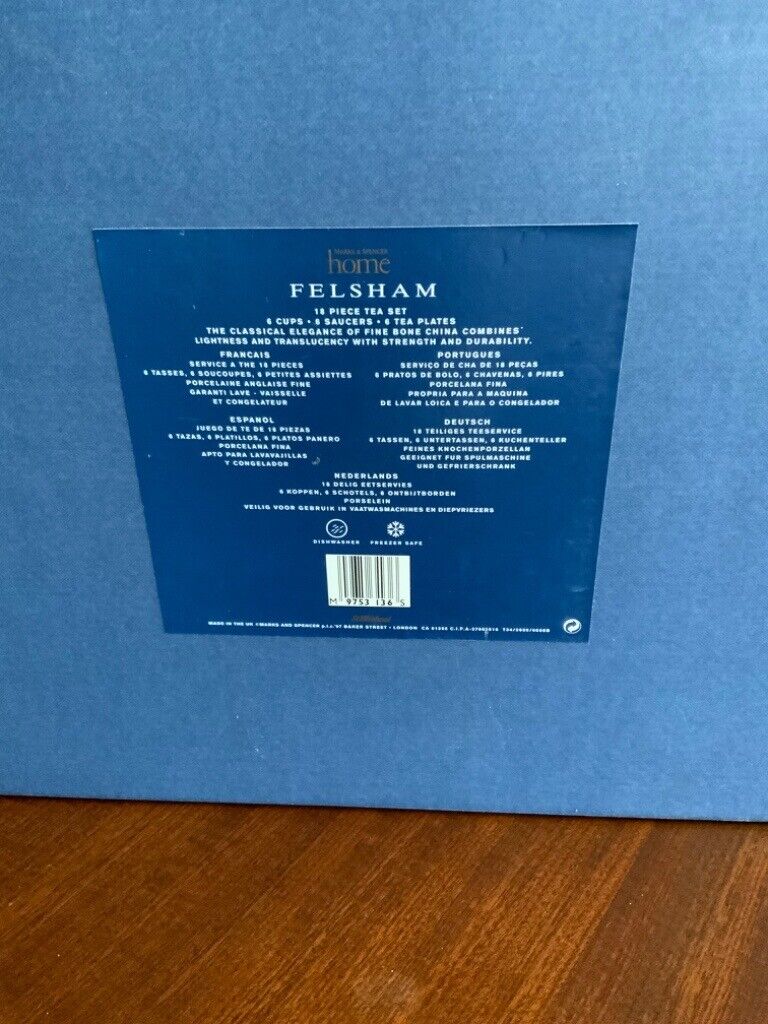 MARKS & SPENCER
home
FELSHAM
18 PIECE TEA SET
6 CUPS • 6 SAUCERS • 6 TEA PLATES
THE CLASSICAL ELEGANCE OF FINE BONE CHINA COMBINES
LIGHTNESS AND TRANSLUCENCY WITH STRENGTH AND DURABILITY.
FRANCAIS
SERVICE A THE 18 PIECES
6 TASSES, 6 SOUCOUPES, 6 PETITES ASSIETTES
PORCELAINE ANGLAISE FINE
GARANTI LAVE - VAISSELLE
ET CONGELATEUR
PORTUGUES
SERVIÇO DE CHA DE 18 PEÇAS
6 PRATOS DE BOLO, 6 CHAVENAS, 6 PIRES
PORCELANA FINA
PROPRIA PARA A MAQUINA
DE LAVAR LOICA E PARA O CONGELADOR
ESPANOL
JUEGO DE TE DE 18 PIEZAS
6 TAZAS, 6 PLATILLOS, 6 PLATOS PANERO
PORCELANA FINA
APTO PARA LAVAVAJILLAS
Y CONGELADOR
DEUTSCH
18 TEILIGES TEESERVICE
6 TASSEN, 6 UNTERTASSEN, 6 KUCHENTELLER
FEINES KNOCHENPORZELLAN
GEEIGNET FUR SPULMASCHINE
UND GEFRIERSCHRANK
NEDERLANDS
18 DELIG EETSERVIES
6 KOPPEN, 6 SCHOTELS, 6 ONTBIJTBORDEN
PORSELEIN
VEILIG VOOR GEBRUIK IN VAATWASMACHINES EN DIEPVRIEZERS
DISHWASHER FREEZER SAFE
M 9753 136 5
MADE IN THE UK ©MARKS AND SPENCER p.l.c.'97 BAKER STREET • LONDON C.I.F.A-